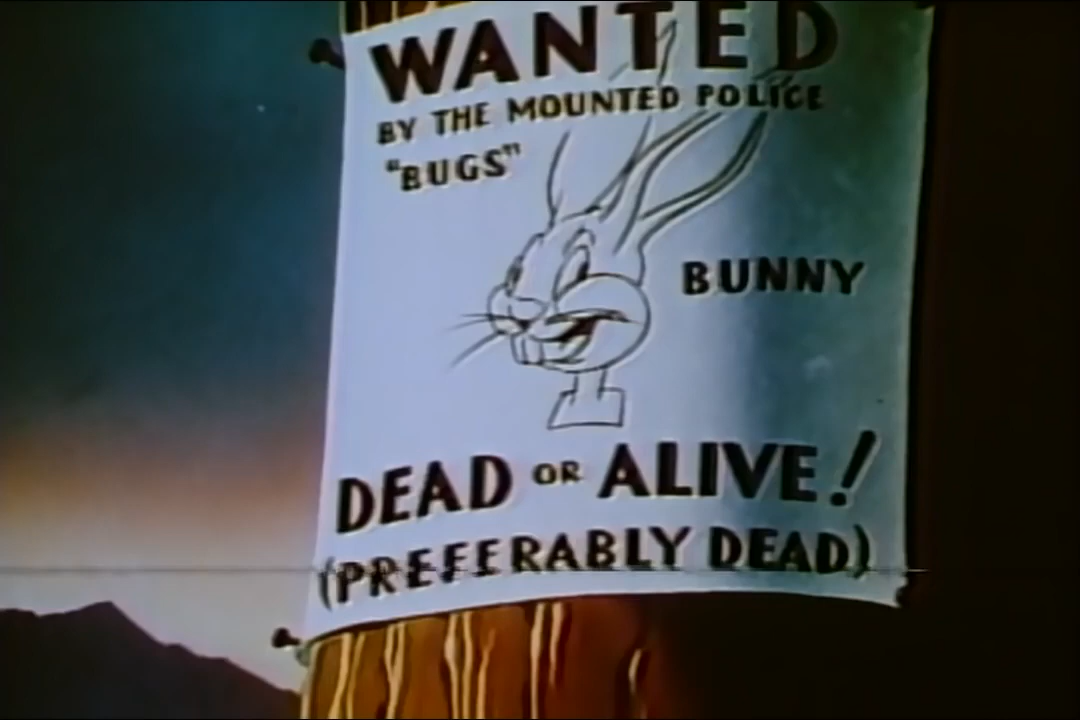 WANTED
BY THE MOUNTED POLICE
"BUGS"
BUNNY
DEAD OR ALIVE!
(PREFERABLY DEAD)